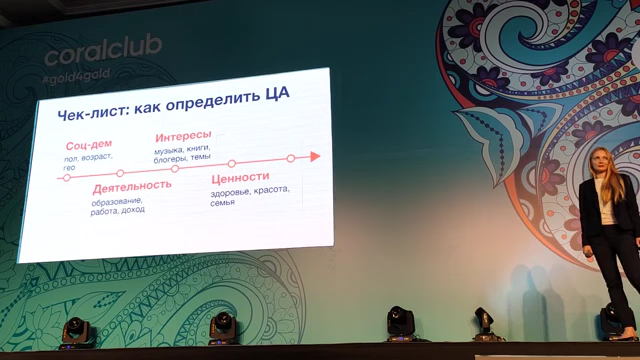 coralclub
#gold4gold
Чек-лист: как определить ЦА
Соц-дем
пол, возраст,
гео
Интересы
музыка, книги,
блогеры, темы
Деятельность
образование,
работа, доход
Ценности
здоровье, красота,
семья